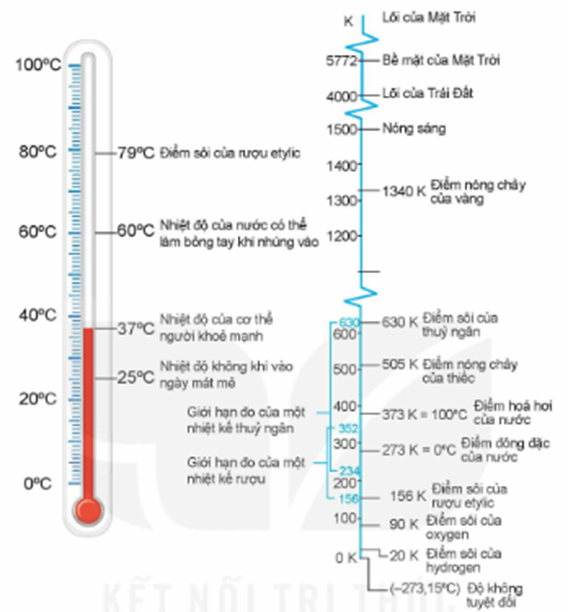 100ºC
80ºC
60ºC
40ºC
20ºC
0ºC
79ºC Điểm sôi của rượu etylic
60ºC Nhiệt độ của nước có thể
làm bỏng tay khi nhúng vào
37ºC Nhiệt độ của cơ thể
người khoẻ mạnh
25ºC Nhiệt độ không khí vào
ngày mát mẻ
Giới hạn đo của một
nhiệt kế thuỷ ngân
Giới hạn đo của một
nhiệt kế rượu
K Lõi của Mặt Trời
5772 Bề mặt của Mặt Trời
4000 Lõi của Trái Đất
1500 Nóng sáng
1400
1340 K Điểm nóng chảy
của vàng
1300
1200
630 630 K Điểm sôi của
thuỷ ngân
600
505 K Điểm nóng chảy
của thiếc
500
400
373 K = 100ºC Điểm hoá hơi
của nước
352
300
273 K = 0ºC Điểm đông đặc
của nước
234
200
156 156 K Điểm sôi của
rượu etylic
100
90 K Điểm sôi của
oxygen
0 K 20 K Điểm sôi của
hydrogen
(–273,15ºC) Độ không
tuyệt đối
KẾT NỐI TRI THỨC